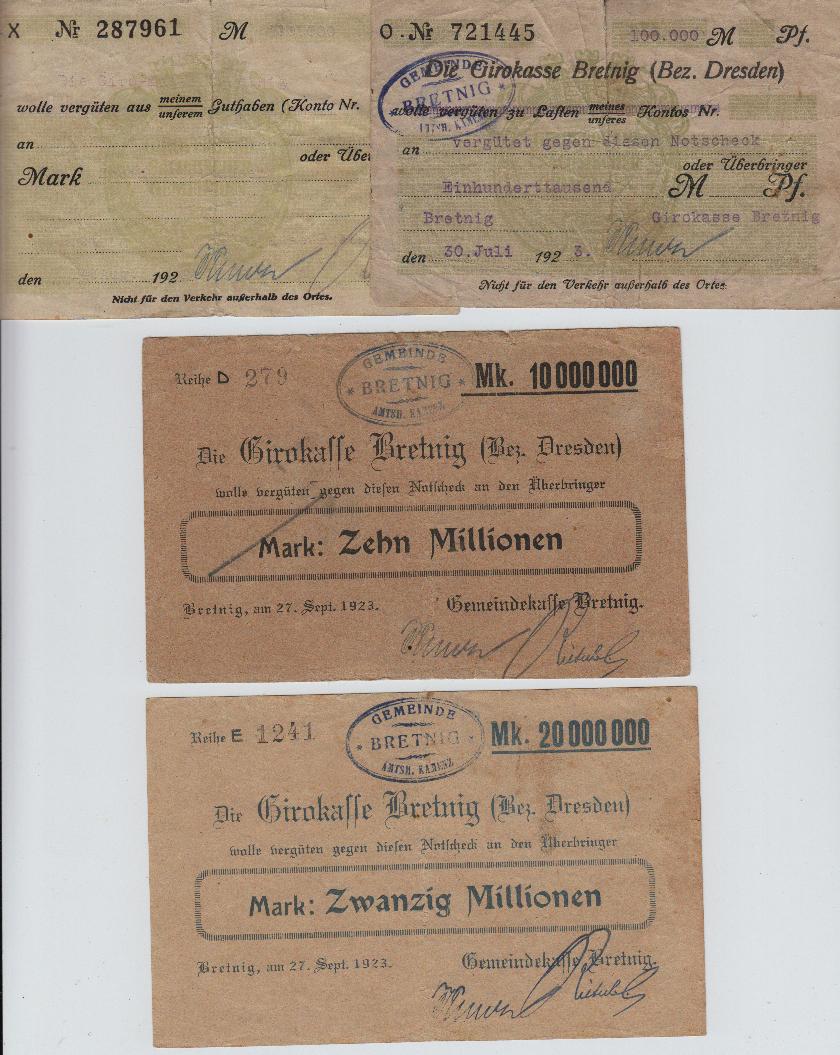 X Nr 287961 M
wolle vergüten aus meinem
unserem Guthaben (Konto Nr.
an
oder Über
Mark
den 192
Nicht für den Verkehr außerhalb des Ortes.
O Nr 721445 100.000 M Pf.
GEMEINDE
BRETNIG
AMTSH. KAMENZ
Die Girokasse Bretnig (Bez. Dresden)
wolle vergüten zu Lasten meines
unseres Kontos Nr.
an vergütet gegen diesen Notscheck
oder Überbringer
Einhunderttausend M Pf.
Bretnig Girokasse Bretnig
den 30.Juli 192 3.
Nicht für den Verkehr außerhalb des Ortes.
Reihe D 279
GEMEINDE
* BRETNIG *
AMTSH. KAMENZ
Mk. 10000000
Die Girokasse Bretnig (Bez. Dresden)
wolle vergüten gegen diesen Notscheck an den Überbringer
Mark: Zehn Millionen
Bretnig, am 27. Sept. 1923. Gemeindekasse Bretnig.
Reihe E 1241
GEMEINDE
* BRETNIG *
AMTSH. KAMENZ
Mk. 20000000
Die Girokasse Bretnig (Bez. Dresden)
wolle vergüten gegen diesen Notscheck an den Überbringer
Mark: Zwanzig Millionen
Bretnig, am 27. Sept. 1923. Gemeindekasse Bretnig.